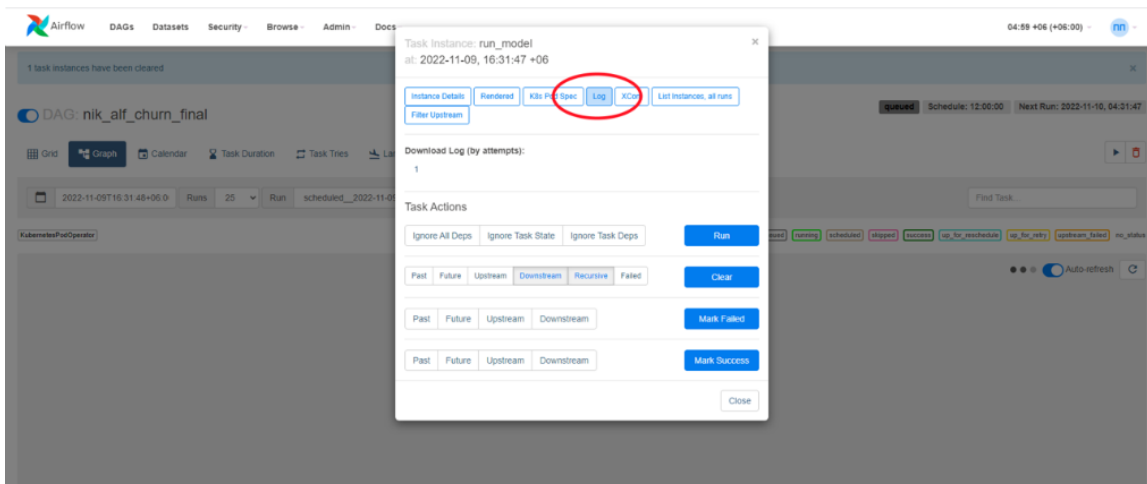 Airflow DAGs Datasets Security Browse Admin Docs 04:59 +06 (+06:00) ПП
1 task instances have been cleared
Task Instance: run_model ×
at: 2022-11-09, 16:31:47 +06
Instance Details Rendered K8s Pod Spec Log XCom List Instances, all runs
Filter Upstream
DAG: nik_alf_churn_final
queued Schedule: 12:00:00 Next Run: 2022-11-10, 04:31:47
Grid Graph Calendar Task Duration Task Tries
Download Log (by attempts):
1
2022-11-09T16:31:48+06:0 Runs 25 Run scheduled__2022-11-09 Find Task...
Task Actions
Ignore All Deps Ignore Task State Ignore Task Deps Run
KubernetesPodOperator running scheduled skipped success up_for_reschedule up_for_retry upstream_failed no_status
Past Future Upstream Downstream Recursive Failed Clear
Auto-refresh
Past Future Upstream Downstream Mark Failed
Past Future Upstream Downstream Mark Success
Close